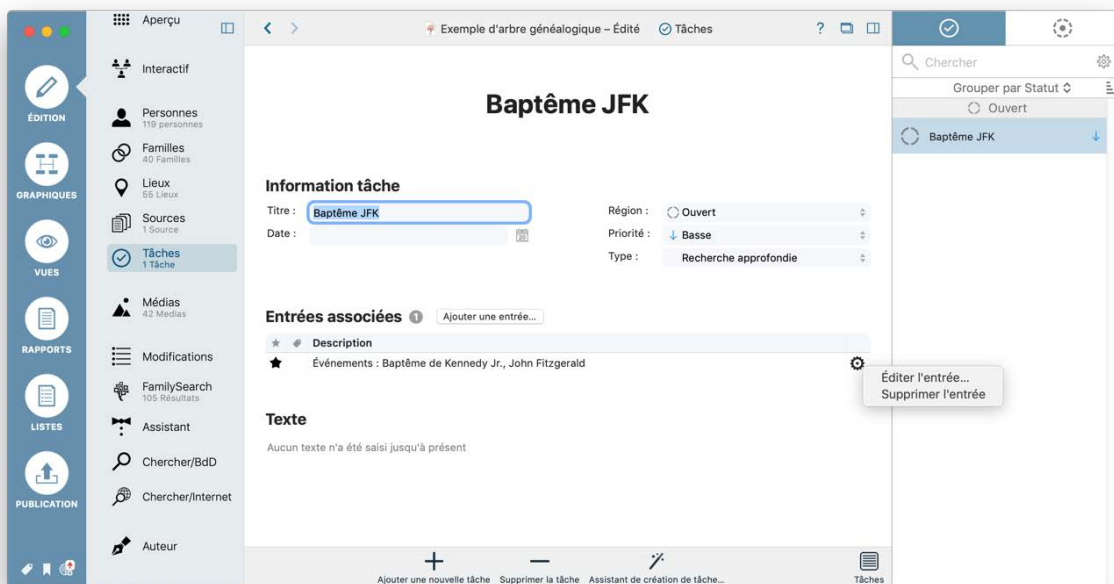 Exemple d'arbre généalogique – Édité
Tâches
?
ÉDITION
GRAPHIQUES
VUES
RAPPORTS
LISTES
PUBLICATION
Aperçu
Interactif
Personnes
119 personnes
Familles
40 Familles
Lieux
55 Lieux
Sources
1 Source
Tâches
1 Tâche
Médias
42 Medias
Modifications
FamilySearch
105 Résultats
Assistant
Chercher/BdD
Chercher/Internet
Auteur
Baptême JFK
Information tâche
Titre : Baptême JFK
Date :
Région : Ouvert
Priorité : Basse
Type : Recherche approfondie
Entrées associées 1 Ajouter une entrée...
Description
Événements : Baptême de Kennedy Jr., John Fitzgerald
Éditer l'entrée...
Supprimer l'entrée
Texte
Aucun texte n'a été saisi jusqu'à présent
Ajouter une nouvelle tâche Supprimer la tâche Assistant de création de tâche... Tâches
Chercher
Grouper par Statut
Ouvert
Baptême JFK